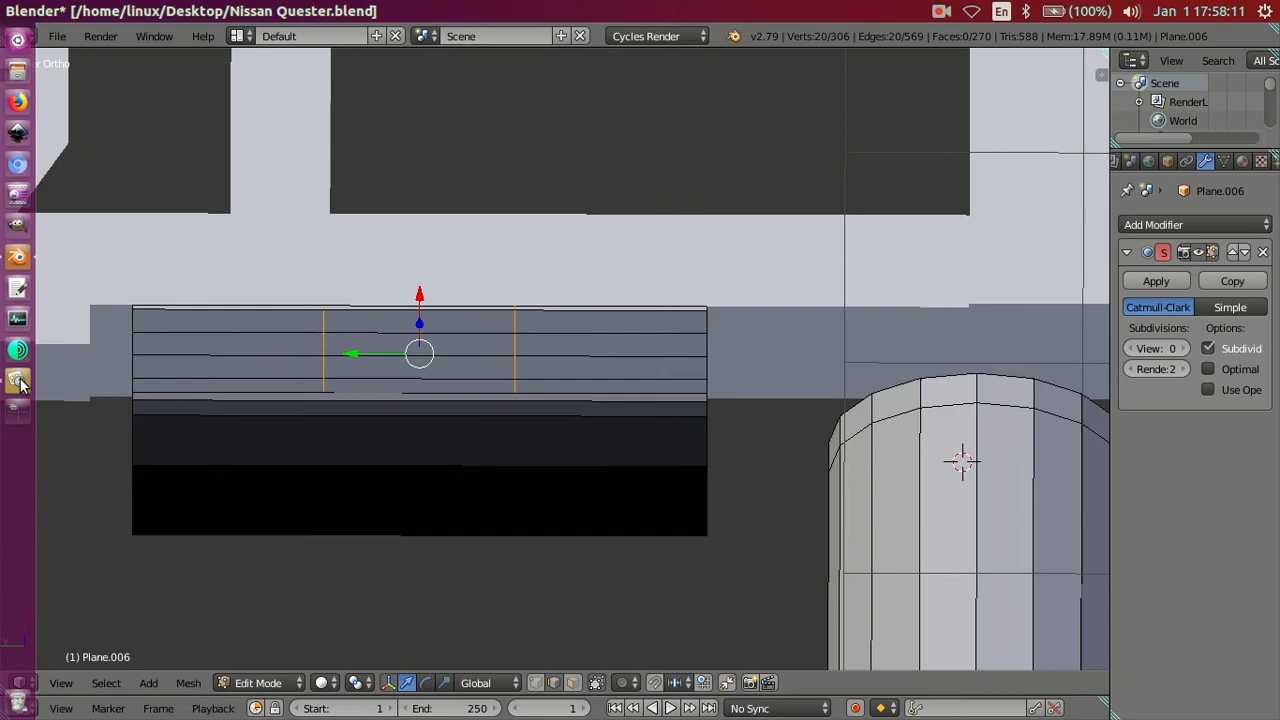 Blender* [/home/linux/Desktop/Nissan Quester.blend]
En
(100%)
Jan 1 17:58:11
File
Render
Window
Help
Default
Scene
Cycles Render
v2.79 | Verts:20/306 | Edges:20/569 | Faces:0/270 | Tris:588 | Mem:17.89M (0.11M) | Plane.006
r Ortho
View
Search
All Sc
Scene
RenderL
World
Plane.006
Add Modifier
S
Apply
Copy
Catmull-Clark
Simple
Subdivisions:
Options:
View: 0
Subdivid
Rende:2
Optimal
Use Ope
(1) Plane.006
View
Select
Add
Mesh
Edit Mode
Global
View
Marker
Frame
Playback
Start: 1
End: 250
1
No Sync